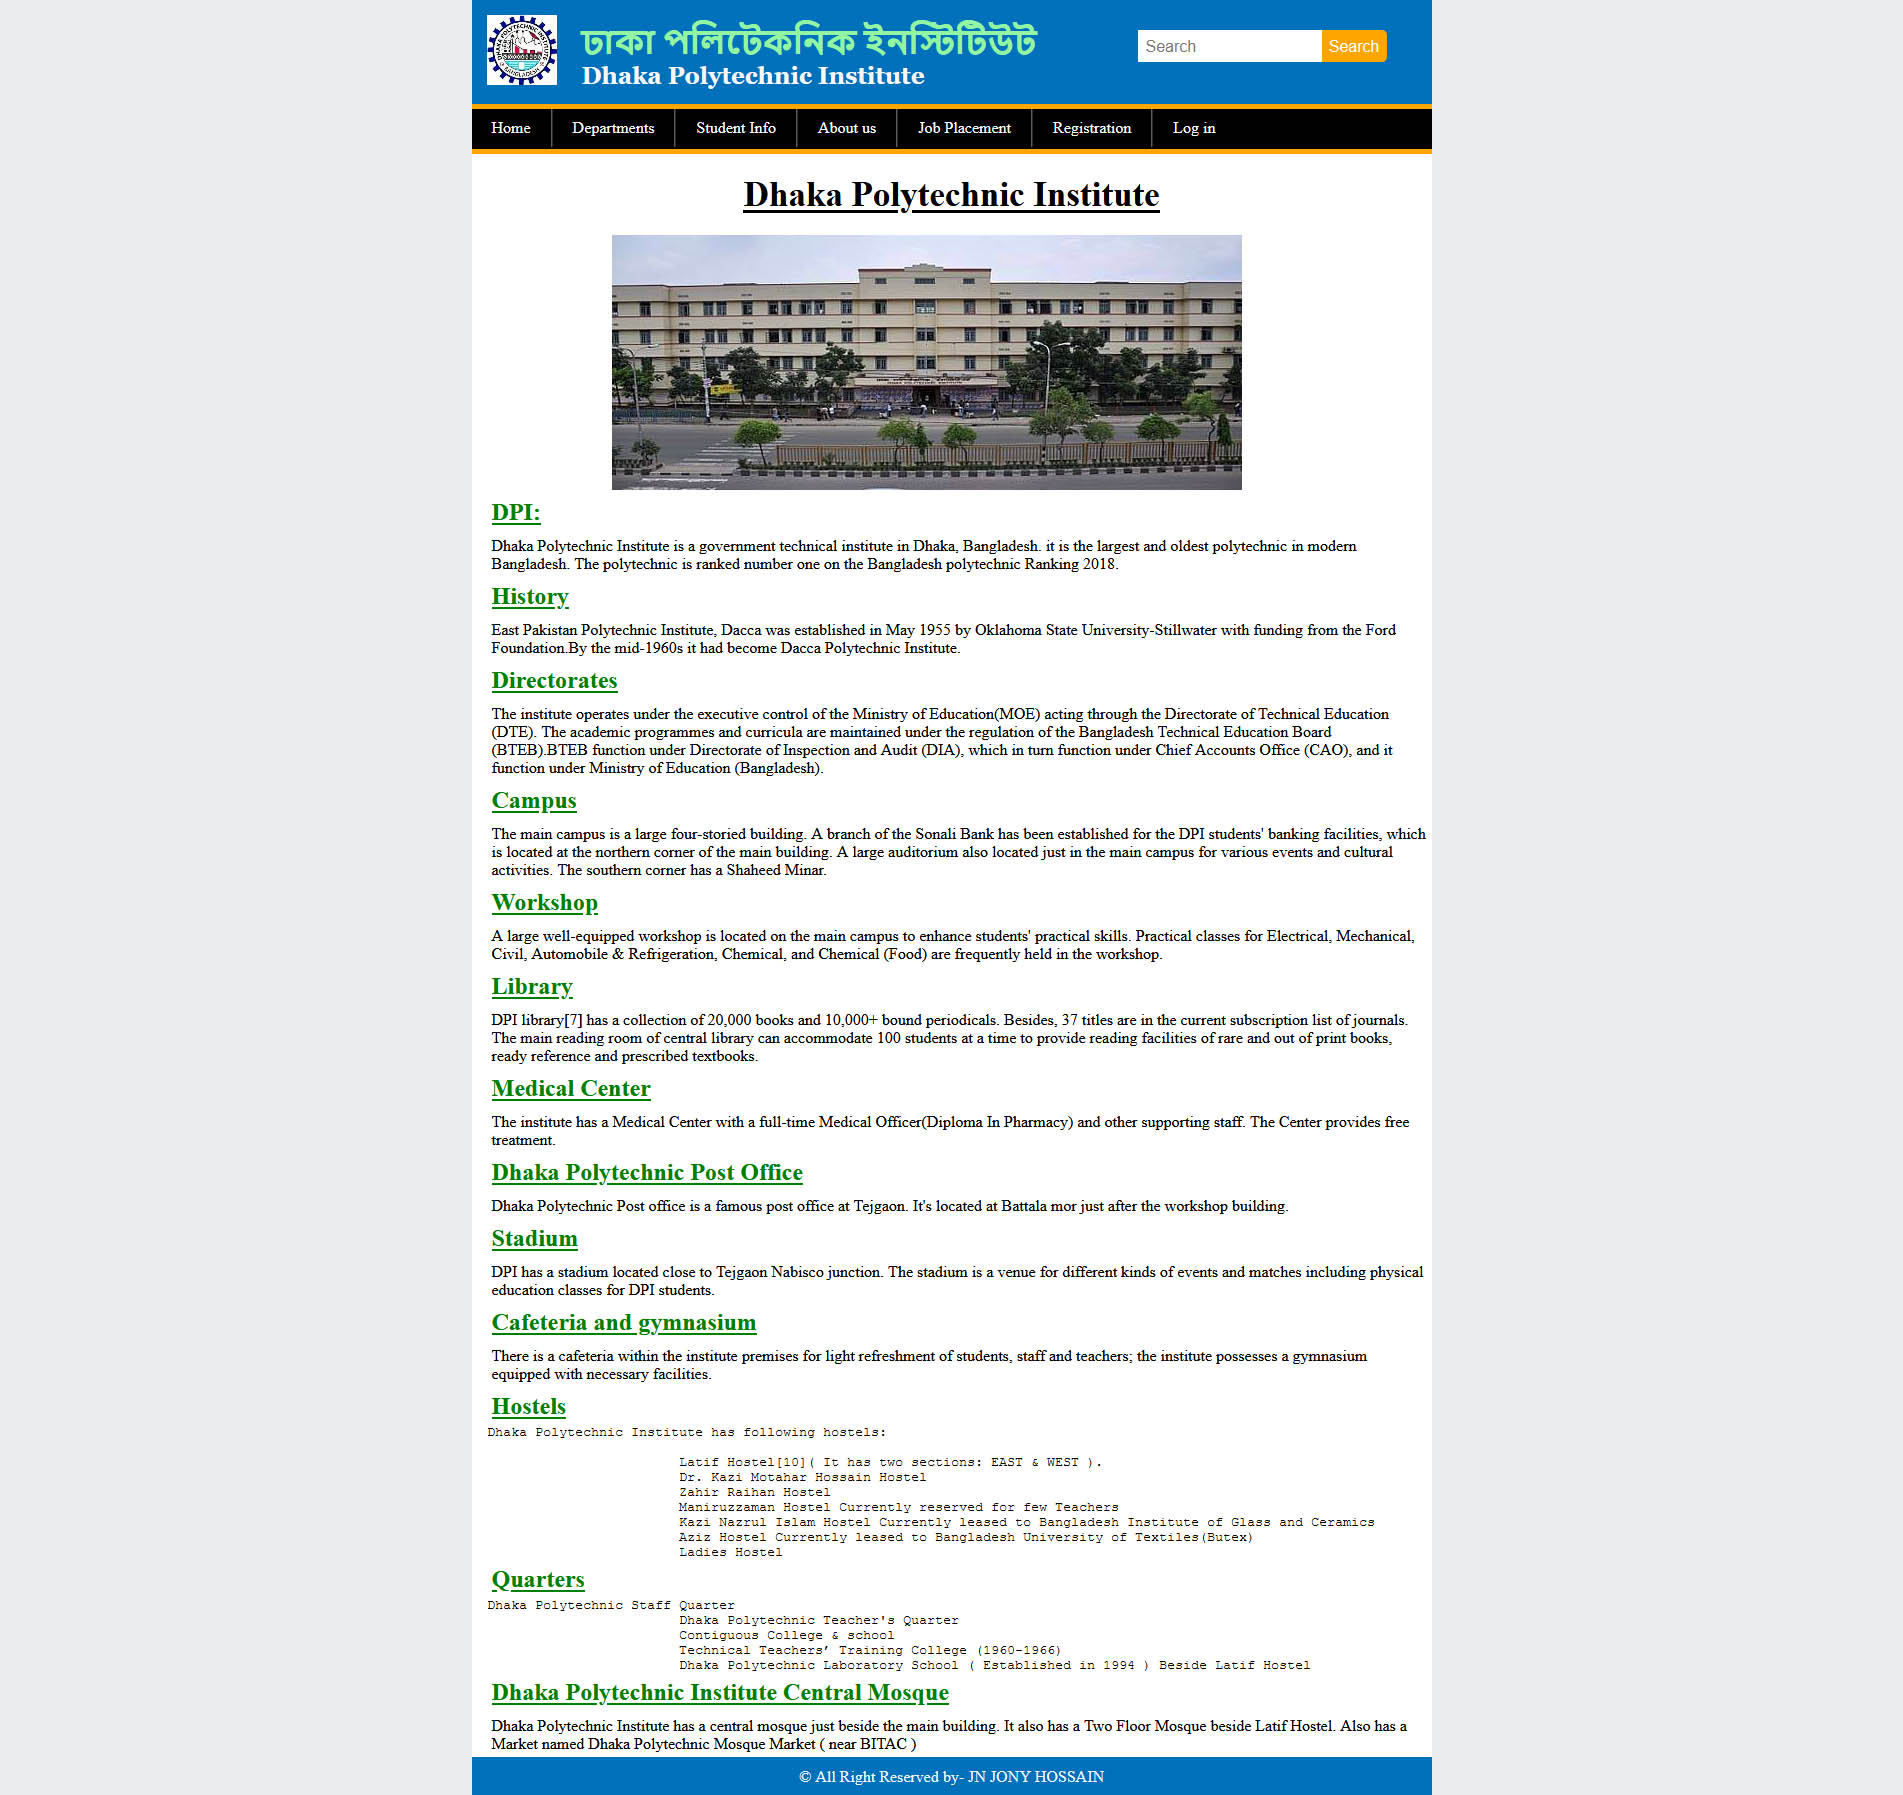 DHAKA POLYTECHNIC INSTITUTE
BANGLADESH
ঢাকা পলিটেকনিক ইনস্টিটিউট
Dhaka Polytechnic Institute
Search
Search
Home
Departments
Student Info
About us
Job Placement
Registration
Log in
Dhaka Polytechnic Institute
DHAKA POLYTECHNIC INSTITUTE
DPI:
Dhaka Polytechnic Institute is a government technical institute in Dhaka, Bangladesh. it is the largest and oldest polytechnic in modern
Bangladesh. The polytechnic is ranked number one on the Bangladesh polytechnic Ranking 2018.
History
East Pakistan Polytechnic Institute, Dacca was established in May 1955 by Oklahoma State University-Stillwater with funding from the Ford
Foundation.By the mid-1960s it had become Dacca Polytechnic Institute.
Directorates
The institute operates under the executive control of the Ministry of Education(MOE) acting through the Directorate of Technical Education
(DTE). The academic programmes and curricula are maintained under the regulation of the Bangladesh Technical Education Board
(BTEB).BTEB function under Directorate of Inspection and Audit (DIA), which in turn function under Chief Accounts Office (CAO), and it
function under Ministry of Education (Bangladesh).
Campus
The main campus is a large four-storied building. A branch of the Sonali Bank has been established for the DPI students' banking facilities, which
is located at the northern corner of the main building. A large auditorium also located just in the main campus for various events and cultural
activities. The southern corner has a Shaheed Minar.
Workshop
A large well-equipped workshop is located on the main campus to enhance students' practical skills. Practical classes for Electrical, Mechanical,
Civil, Automobile & Refrigeration, Chemical, and Chemical (Food) are frequently held in the workshop.
Library
DPI library[7] has a collection of 20,000 books and 10,000+ bound periodicals. Besides, 37 titles are in the current subscription list of journals.
The main reading room of central library can accommodate 100 students at a time to provide reading facilities of rare and out of print books,
ready reference and prescribed textbooks.
Medical Center
The institute has a Medical Center with a full-time Medical Officer(Diploma In Pharmacy) and other supporting staff. The Center provides free
treatment.
Dhaka Polytechnic Post Office
Dhaka Polytechnic Post office is a famous post office at Tejgaon. It's located at Battala mor just after the workshop building.
Stadium
DPI has a stadium located close to Tejgaon Nabisco junction. The stadium is a venue for different kinds of events and matches including physical
education classes for DPI students.
Cafeteria and gymnasium
There is a cafeteria within the institute premises for light refreshment of students, staff and teachers; the institute possesses a gymnasium
equipped with necessary facilities.
Hostels
Dhaka Polytechnic Institute has following hostels:
Latif Hostel[10]( It has two sections: EAST & WEST ).
Dr. Kazi Motahar Hossain Hostel
Zahir Raihan Hostel
Maniruzzaman Hostel Currently reserved for few Teachers
Kazi Nazrul Islam Hostel Currently leased to Bangladesh Institute of Glass and Ceramics
Aziz Hostel Currently leased to Bangladesh University of Textiles(Butex)
Ladies Hostel
Quarters
Dhaka Polytechnic Staff Quarter
Dhaka Polytechnic Teacher's Quarter
Contiguous College & school
Technical Teachers’ Training College (1960-1966)
Dhaka Polytechnic Laboratory School ( Established in 1994 ) Beside Latif Hostel
Dhaka Polytechnic Institute Central Mosque
Dhaka Polytechnic Institute has a central mosque just beside the main building. It also has a Two Floor Mosque beside Latif Hostel. Also has a
Market named Dhaka Polytechnic Mosque Market ( near BITAC )
© All Right Reserved by- JN JONY HOSSAIN